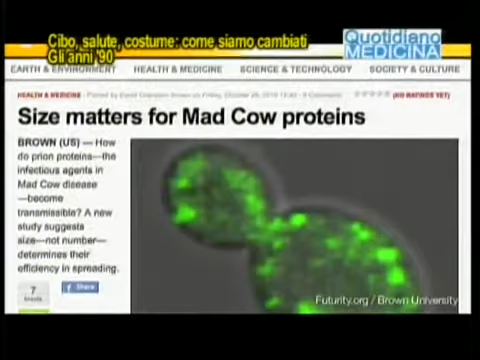 Cibo, salute, costume: come siamo cambiati
Gli anni '90
Quotidiano
MEDICINA
EARTH & ENVIRONMENT HEALTH & MEDICINE SCIENCE & TECHNOLOGY SOCIETY & CULTURE
HEALTH & MEDICINE
(NO RATINGS YET)
Size matters for Mad Cow proteins
BROWN (US) — How
do prion proteins—the
infectious agents in
Mad Cow disease
—become
transmissible? A new
study suggests
size—not number—
determines their
efficiency in spreading.
7
Share
Futurity.org / Brown University